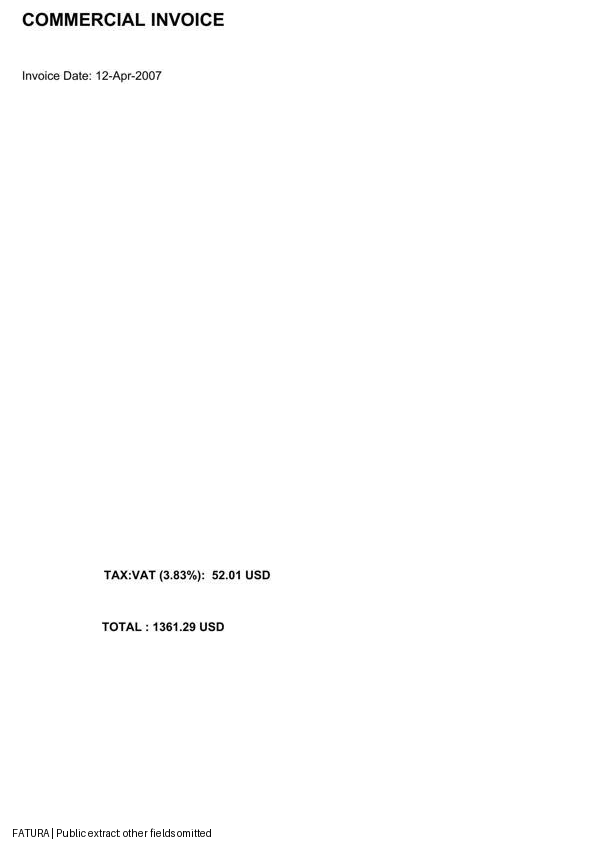 COMMERCIAL INVOICE
Invoice Date: 12-Apr-2007
TAX:VAT (3.83%): 52.01 USD
TOTAL : 1361.29 USD
FATURA | Public extract: other fields omitted